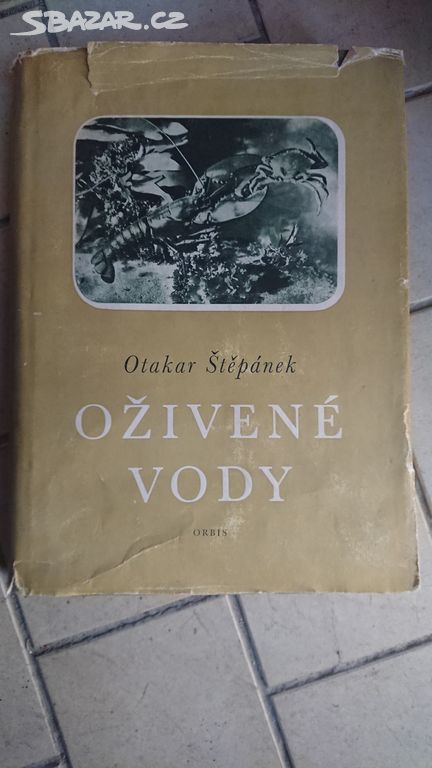 SBAZAR.CZ
Otakar Štěpánek
OŽIVENÉ
VODY
ORBIS